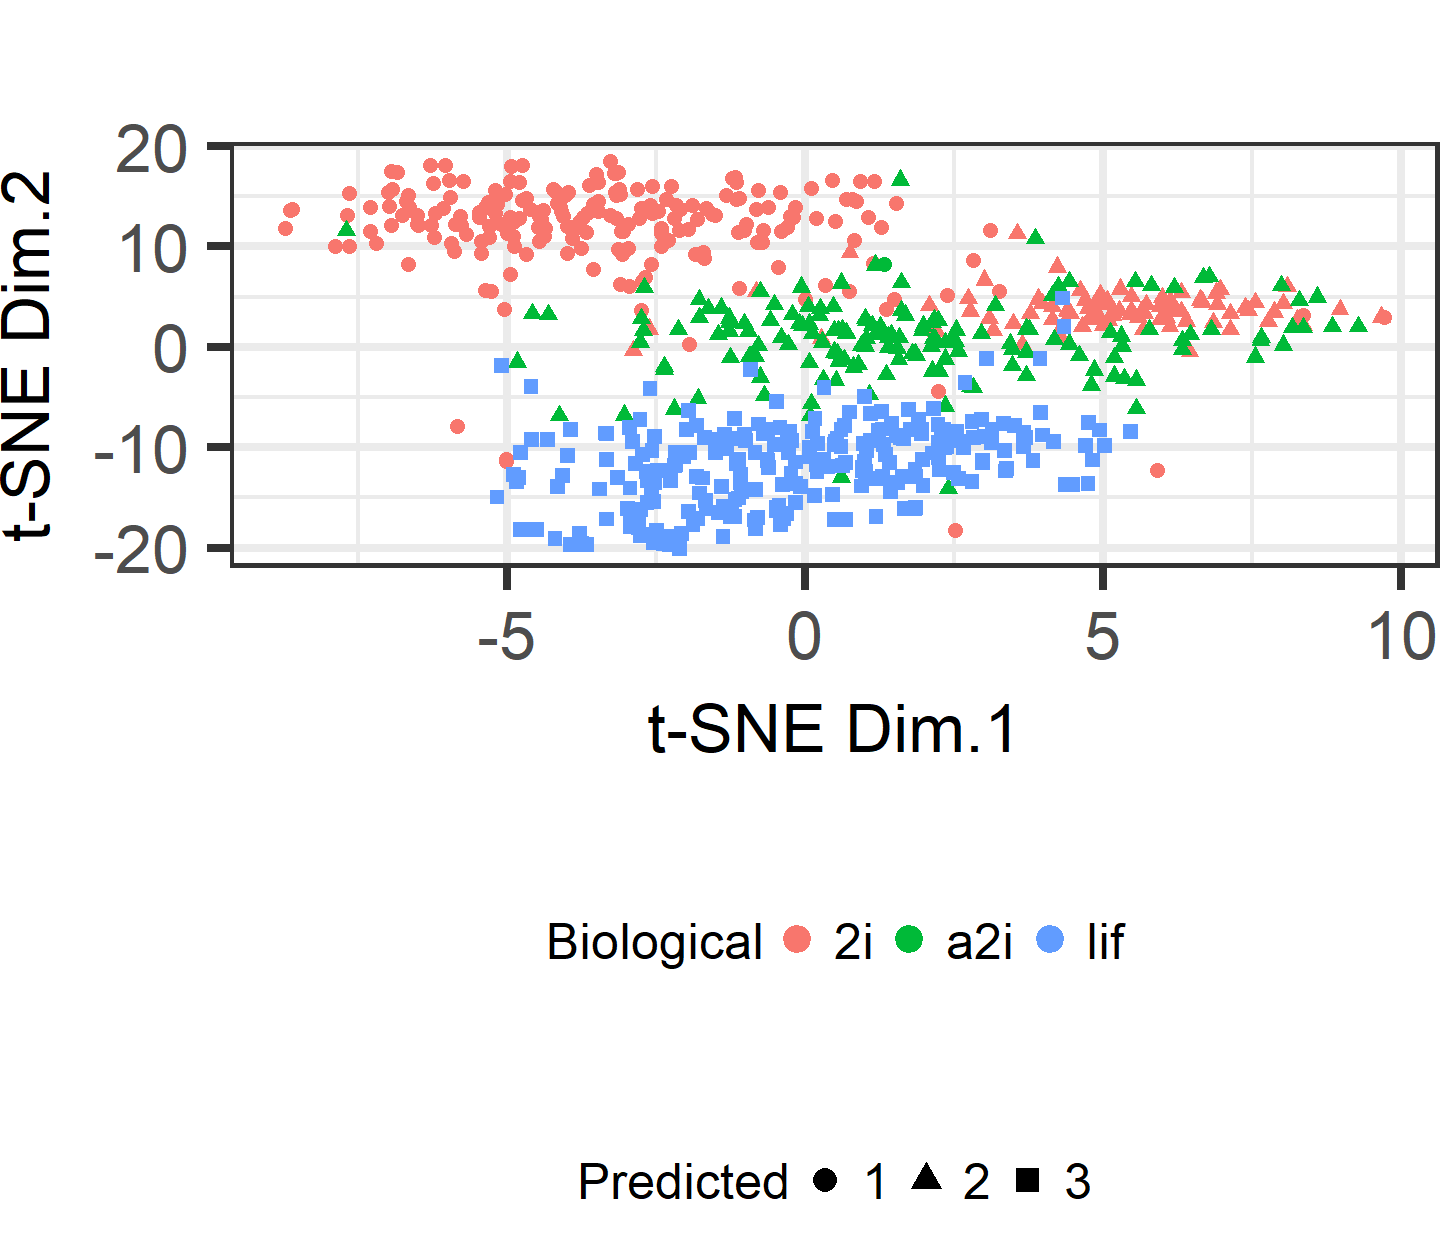 t-SNE Dim.2
20
10
0
-10
-20
-5 0 5 10
t-SNE Dim.1
Biological 2i a2i lif
Predicted 1 2 3